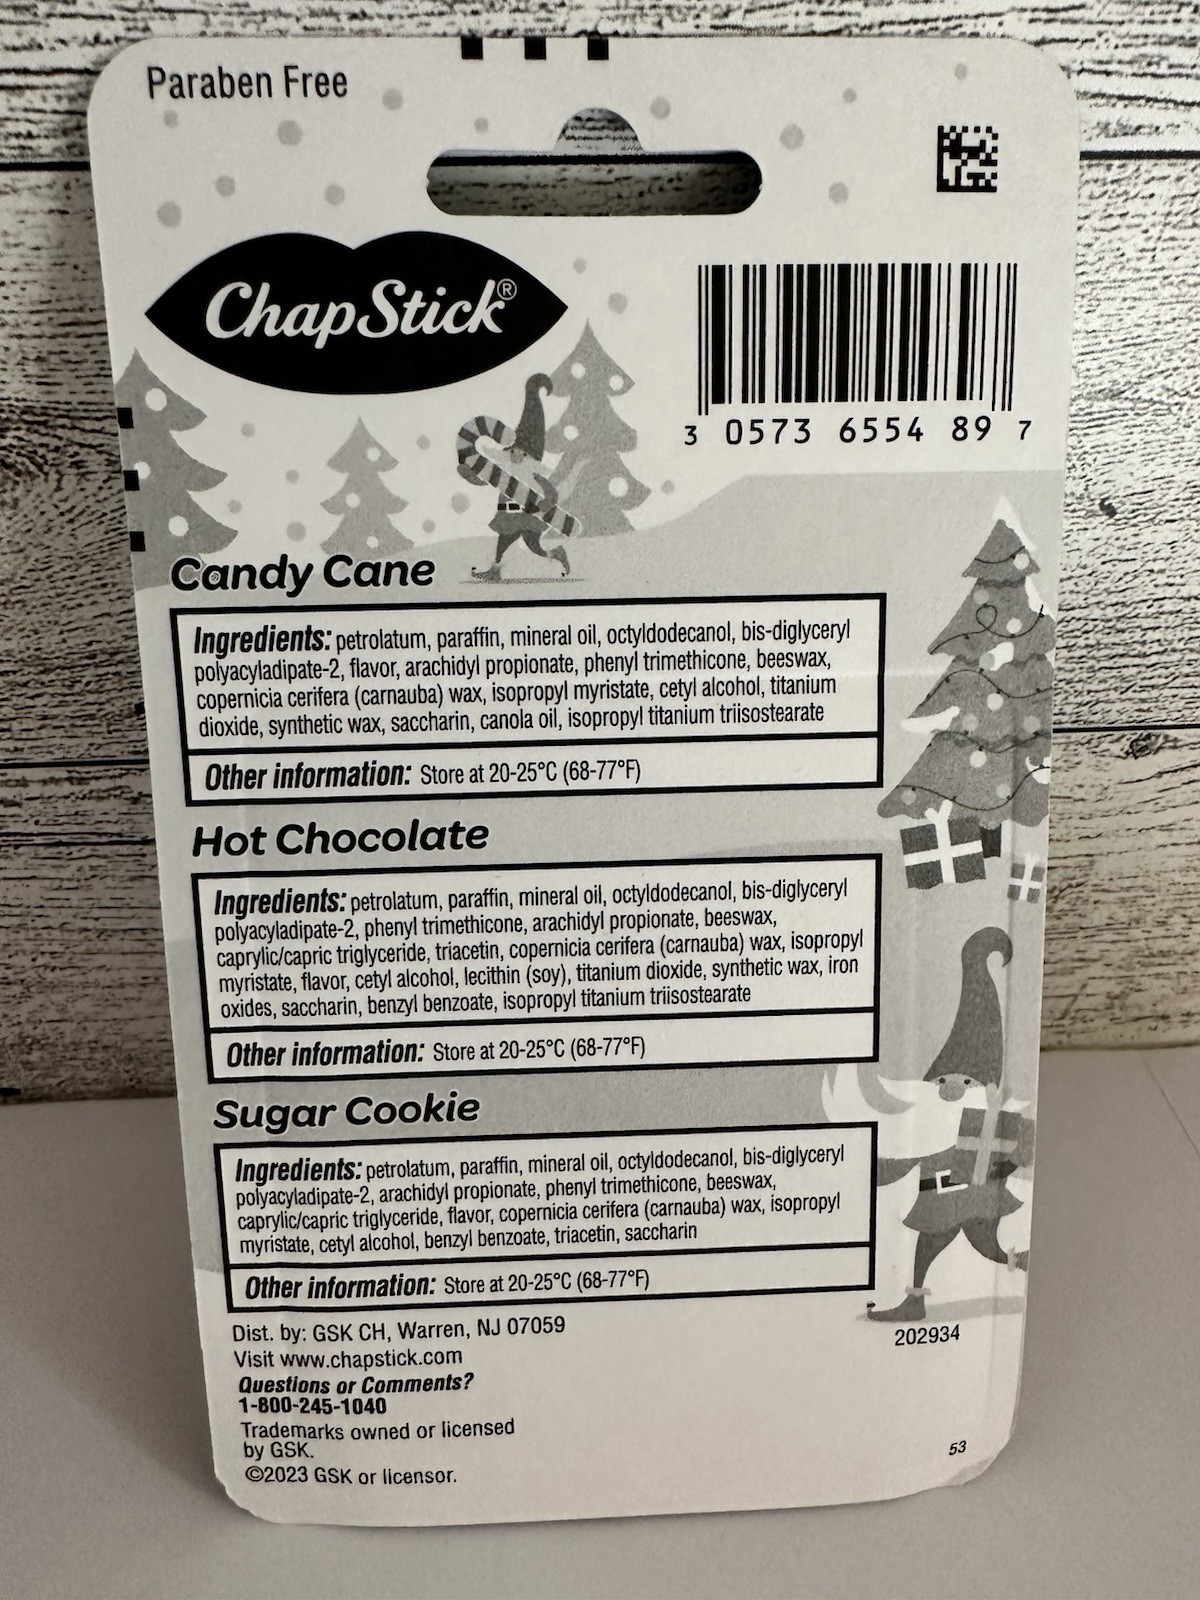 Paraben Free
ChapStick®
3 0573 6554 89 7
Candy Cane
Ingredients: petrolatum, paraffin, mineral oil, octyldodecanol, bis-diglyceryl
polyacyladipate-2, flavor, arachidyl propionate, phenyl trimethicone, beeswax,
copernicia cerifera (carnauba) wax, isopropyl myristate, cetyl alcohol, titanium
dioxide, synthetic wax, saccharin, canola oil, isopropyl titanium triisostearate
Other information: Store at 20-25°C (68-77°F)
Hot Chocolate
Ingredients: petrolatum, paraffin, mineral oil, octyldodecanol, bis-diglyceryl
polyacyladipate-2, phenyl trimethicone, arachidyl propionate, beeswax,
caprylic/capric triglyceride, triacetin, copernicia cerifera (carnauba) wax, isopropyl
myristate, flavor, cetyl alcohol, lecithin (soy), titanium dioxide, synthetic wax, iron
oxides, saccharin, benzyl benzoate, isopropyl titanium triisostearate
Other information: Store at 20-25°C (68-77°F)
Sugar Cookie
Ingredients: petrolatum, paraffin, mineral oil, octyldodecanol, bis-diglyceryl
polyacyladipate-2, arachidyl propionate, phenyl trimethicone, beeswax,
caprylic/capric triglyceride, flavor, copernicia cerifera (carnauba) wax, isopropyl
myristate, cetyl alcohol, benzyl benzoate, triacetin, saccharin
Other information: Store at 20-25°C (68-77°F)
Dist. by: GSK CH, Warren, NJ 07059
Visit www.chapstick.com
Questions or Comments?
1-800-245-1040
Trademarks owned or licensed
by GSK.
©2023 GSK or licensor.
202934
53